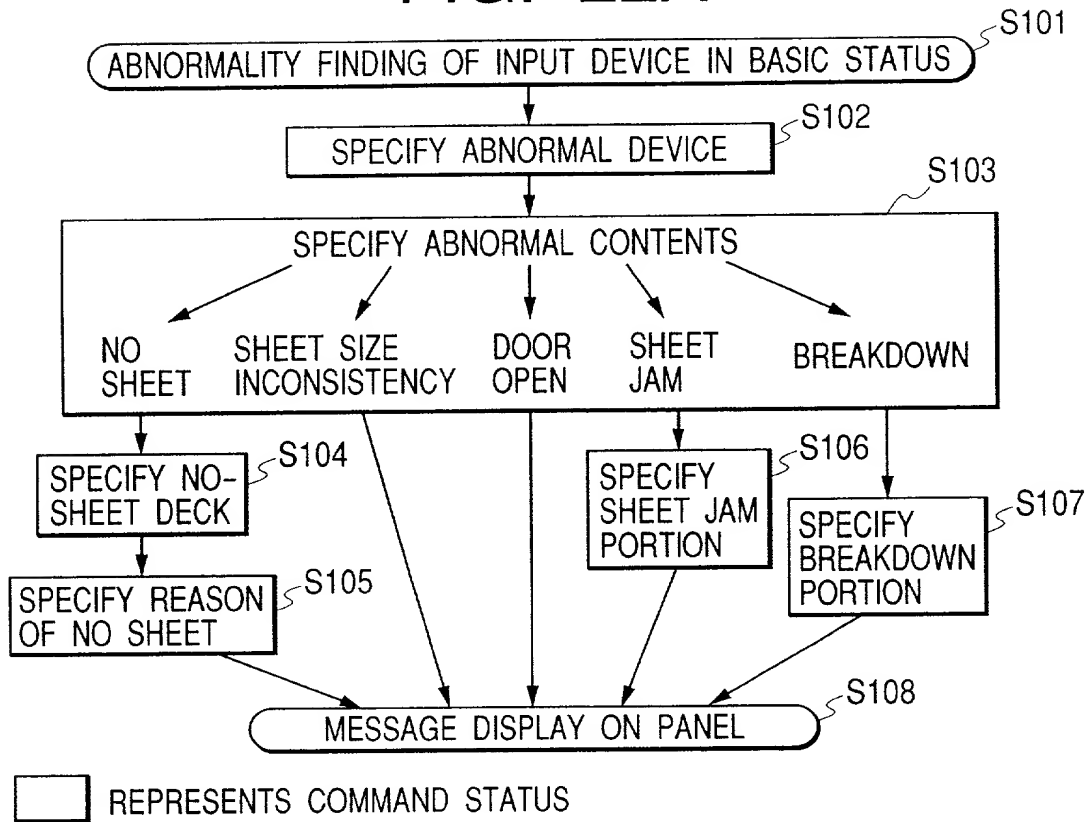 S101
ABNORMALITY FINDING OF INPUT DEVICE IN BASIC STATUS
S102
SPECIFY ABNORMAL DEVICE
S103
SPECIFY ABNORMAL CONTENTS
NO
SHEET
SHEET SIZE
INCONSISTENCY
DOOR
OPEN
SHEET
JAM
BREAKDOWN
S104
SPECIFY NO-
SHEET DECK
S105
SPECIFY REASON
OF NO SHEET
S106
SPECIFY
SHEET JAM
PORTION
S107
SPECIFY
BREAKDOWN
PORTION
S108
MESSAGE DISPLAY ON PANEL
REPRESENTS COMMAND STATUS